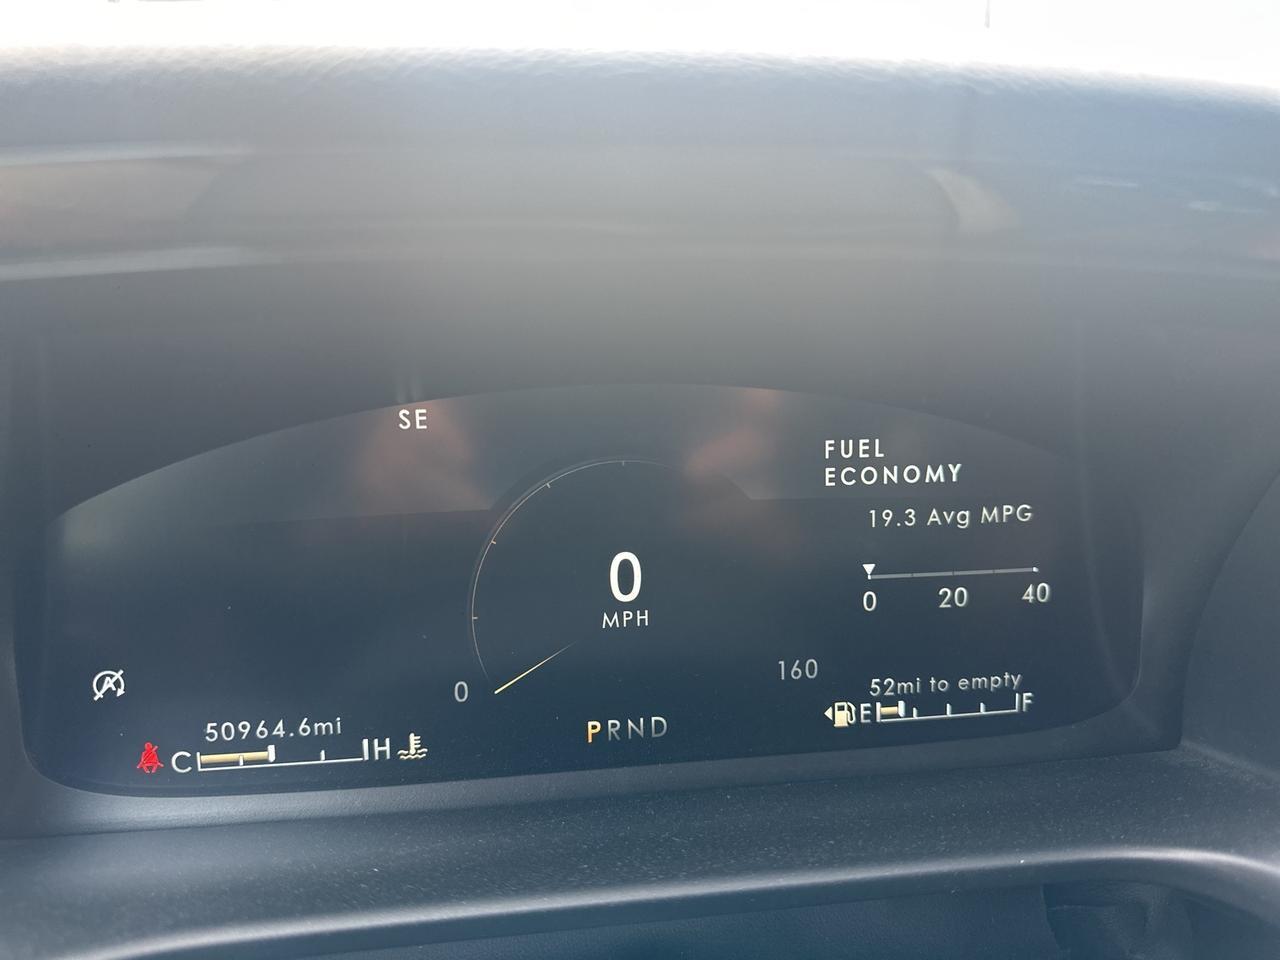 SE
FUEL
ECONOMY
19.3 Avg MPG
0 20 40
0
MPH
0
160
52mi to empty
E F
50964.6mi
C H
PRND